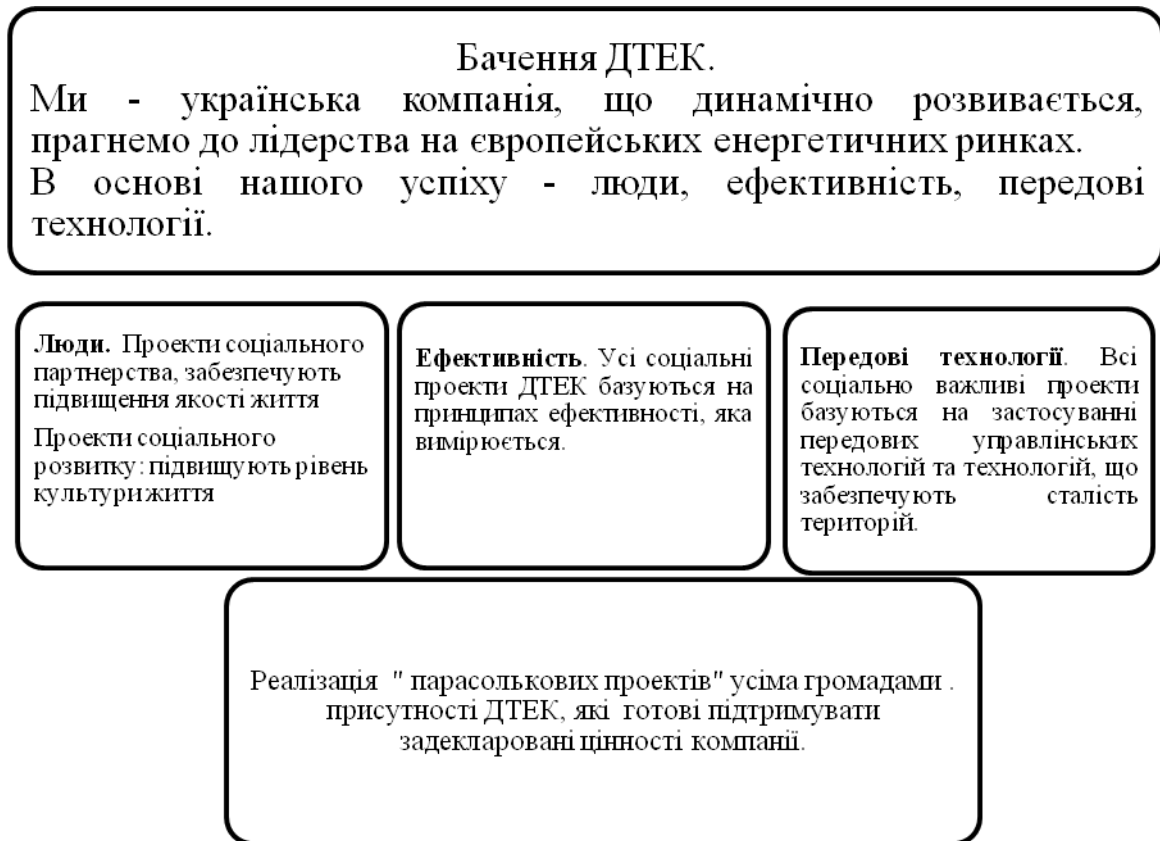 Бачення ДТЕК.
Ми - українська компанія, що динамічно розвивається,
прагнемо до лідерства на європейських енергетичних ринках.
В основі нашого успіху - люди, ефективність, передові
технології.
Люди. Проекти соціального
партнерства, забезпечують
підвищення якості життя
Проекти соціального
розвитку: підвищують рівень
культури життя
Ефективність. Усі соціальні
проекти ДТЕК базуються на
принципах ефективності, яка
вимірюється.
Передові технології. Всі
соціально важливі проекти
базуються на застосуванні
передових управлінських
технологій та технологій, що
забезпечують сталість
територій.
Реалізація " парасолькових проектів" усіма громадами .
присутності ДТЕК, які готові підтримувати
задекларовані цінності компанії.